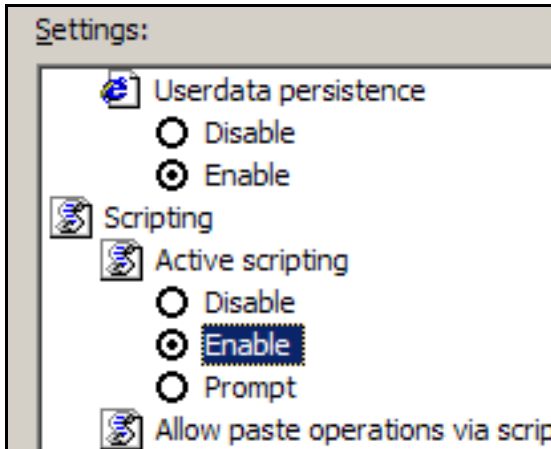 Settings:
Userdata persistence
Disable
Enable
Scripting
Active scripting
Disable
Enable
Prompt
Allow paste operations via scrip